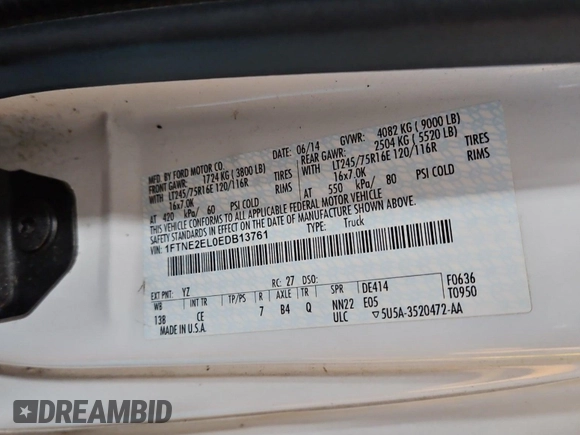 MFD. BY FORD MOTOR CO.
06/14 GVWR: 4082 KG ( 9000 LB)
FRONT GAWR: 1724 KG ( 3800 LB) REAR GAWR: 2504 KG ( 5520 LB)
LT245/75R16E 120/116R TIRES LT245/75R16E 120/116R TIRES
16x7.0K RIMS 16x7.0K RIMS
AT 420 kPa/ 60 PSI COLD AT 550 kPa/ 80 PSI COLD
THIS VEHICLE CONFORMS TO ALL APPLICABLE FEDERAL MOTOR VEHICLE
SAFETY STANDARDS IN EFFECT ON THE DATE OF MANUFACTURE SHOWN ABOVE.
VIN: 1FTNE2EL0EDB13761
TYPE: Truck
EXT PNT: YZ RC: 27 DSO:
WB INT TR TP/PS R AXLE TR SPR DE414 F0636
138 CE 7 B4 Q NN22 E05 T0950
MADE IN U.S.A. ULC ▽5U5A-3520472-AA
DREAMBID